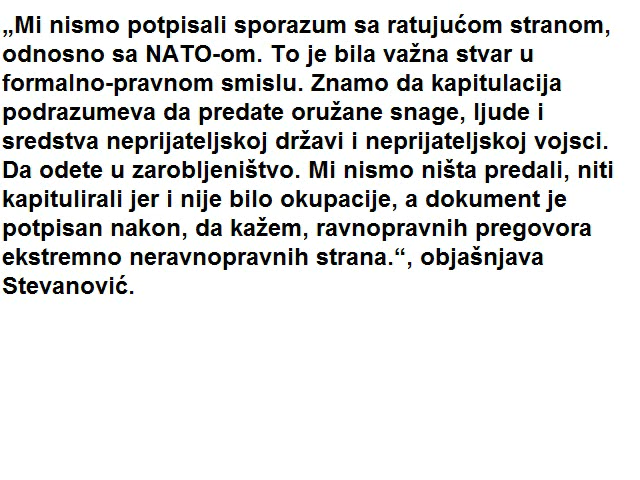 „Mi nismo potpisali sporazum sa ratujućom stranom,
odnosno sa NATO-om. To je bila važna stvar u
formalno-pravnom smislu. Znamo da kapitulacija
podrazumeva da predate oružane snage, ljude i
sredstva neprijateljskoj državi i neprijateljskoj vojsci.
Da odete u zarobljeništvo. Mi nismo ništa predali, niti
kapitulirali jer i nije bilo okupacije, a dokument je
potpisan nakon, da kažem, ravnopravnih pregovora
ekstremno neravnopravnih strana.“, objašnjava
Stevanović.